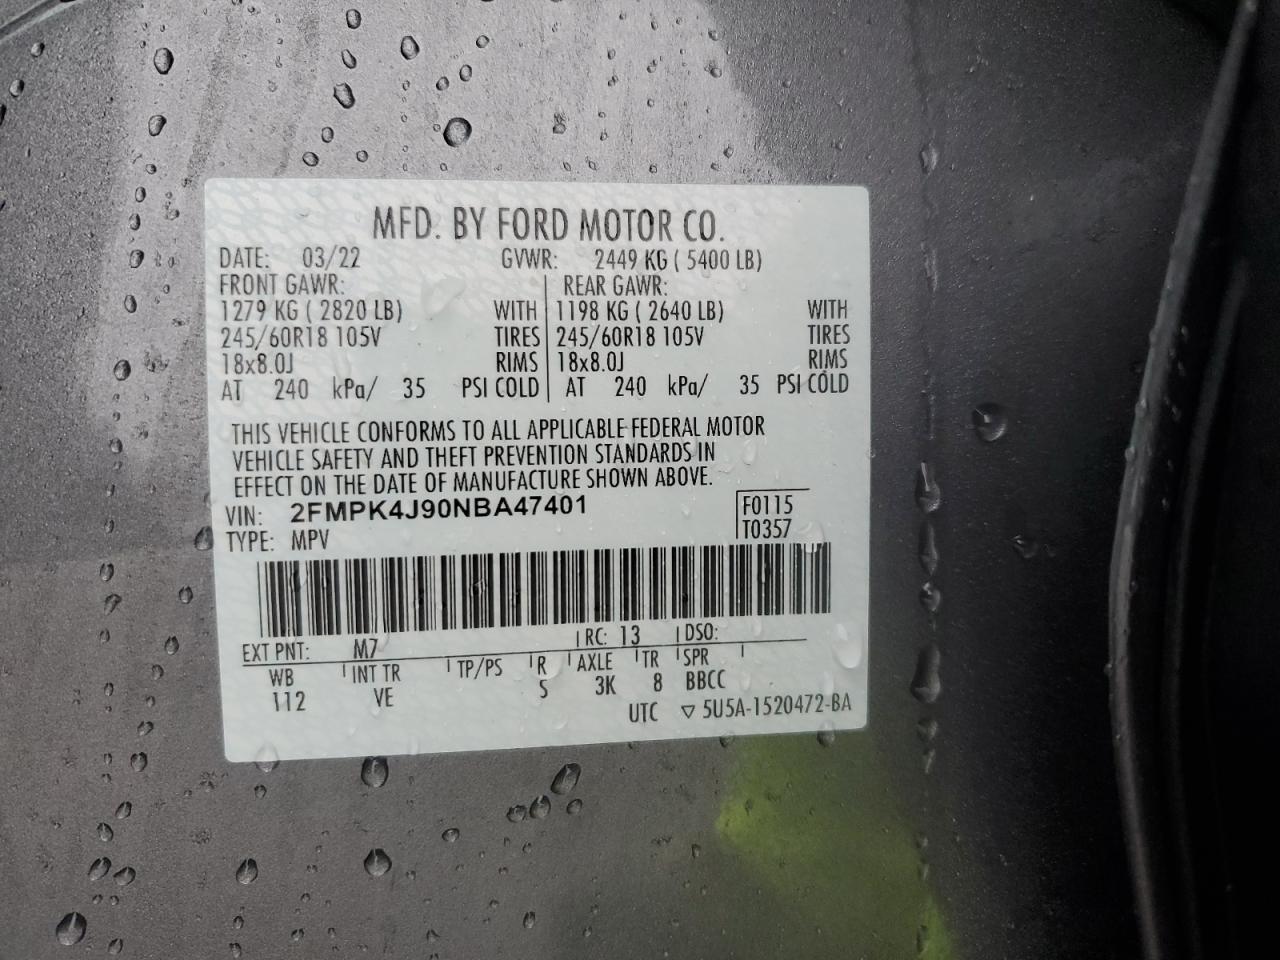 MFD. BY FORD MOTOR CO.
DATE: 03/22 GVWR: 2449 KG ( 5400 LB)
FRONT GAWR: REAR GAWR:
1279 KG ( 2820 LB) WITH 1198 KG ( 2640 LB) WITH
245/60R18 105V TIRES 245/60R18 105V TIRES
18x8.0J RIMS 18x8.0J RIMS
AT 240 kPa/ 35 PSI COLD AT 240 kPa/ 35 PSI COLD
THIS VEHICLE CONFORMS TO ALL APPLICABLE FEDERAL MOTOR
VEHICLE SAFETY AND THEFT PREVENTION STANDARDS IN
EFFECT ON THE DATE OF MANUFACTURE SHOWN ABOVE.
VIN: 2FMPK4J90NBA47401 F0115
TYPE: MPV T0357
EXT PNT: M7 RC: 13 DSO:
WB INT TR TP/PS R AXLE TR SPR
112 VE S 3K 8 BBCC
UTC ▽ 5U5A-1520472-BA